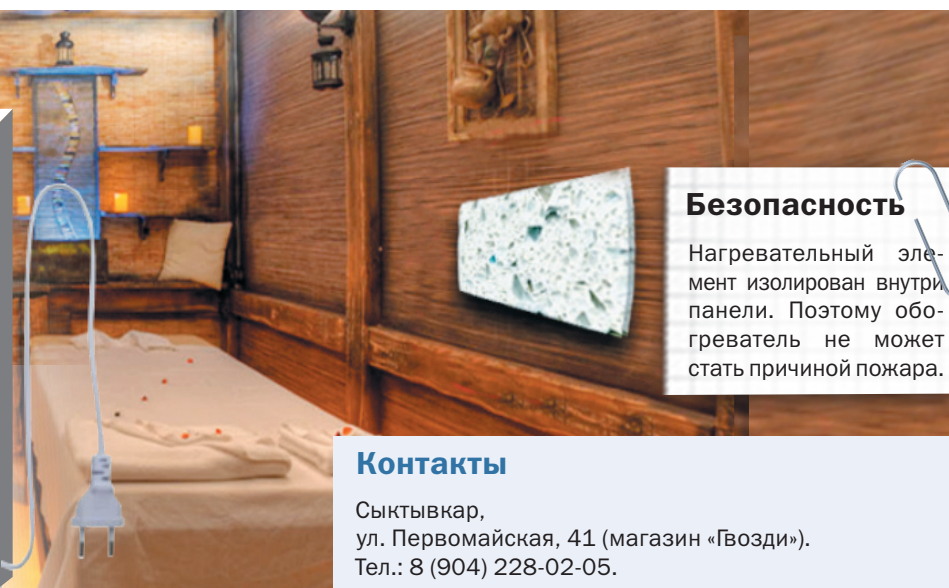 Безопасность
Нагревательный эле-
мент изолирован внутри
панели. Поэтому обо-
греватель не может
стать причиной пожара.
Контакты
Сыктывкар,
ул. Первомайская, 41 (магазин «Гвозди»).
Тел.: 8 (904) 228-02-05.